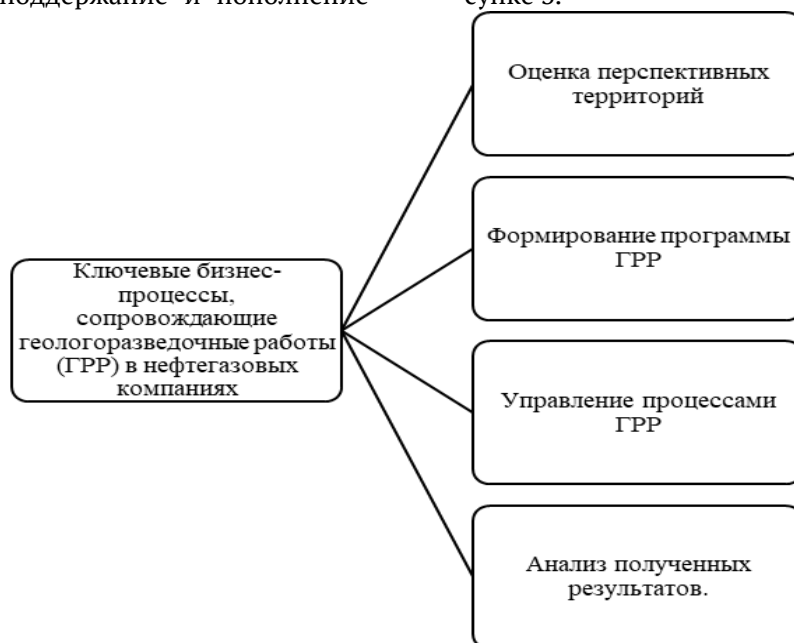 поддержание и пополнение
сунке 3.
Оценка перспективных
территорий
Формирование программы
ГРР
Ключевые бизнес-
процессы,
сопровождающие
геологоразведочные работы
(ГРР) в нефтегазовых
компаниях
Управление процессами
ГРР
Анализ полученных
результатов.